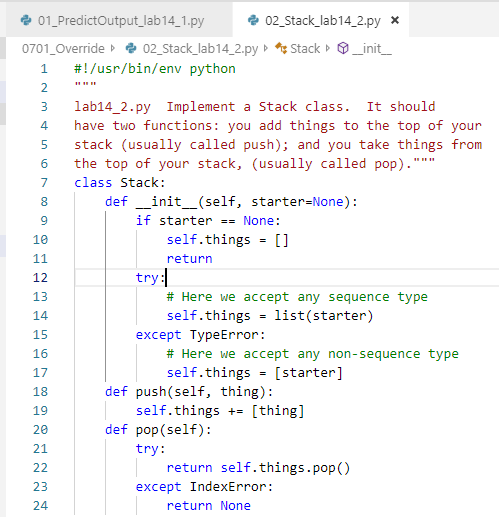 01_PredictOutput_lab14_1.py 02_Stack_lab14_2.py ×
0701_Override › 02_Stack_lab14_2.py › Stack › __init__
1 #!/usr/bin/env python
2 """
3 lab14_2.py  Implement a Stack class.  It should
4 have two functions: you add things to the top of your
5 stack (usually called push); and you take things from
6 the top of your stack, (usually called pop)."""
7 class Stack:
8     def __init__(self, starter=None):
9         if starter == None:
10             self.things = []
11             return
12         try:
13             # Here we accept any sequence type
14             self.things = list(starter)
15         except TypeError:
16             # Here we accept any non-sequence type
17             self.things = [starter]
18     def push(self, thing):
19         self.things += [thing]
20     def pop(self):
21         try:
22             return self.things.pop()
23         except IndexError:
24             return None